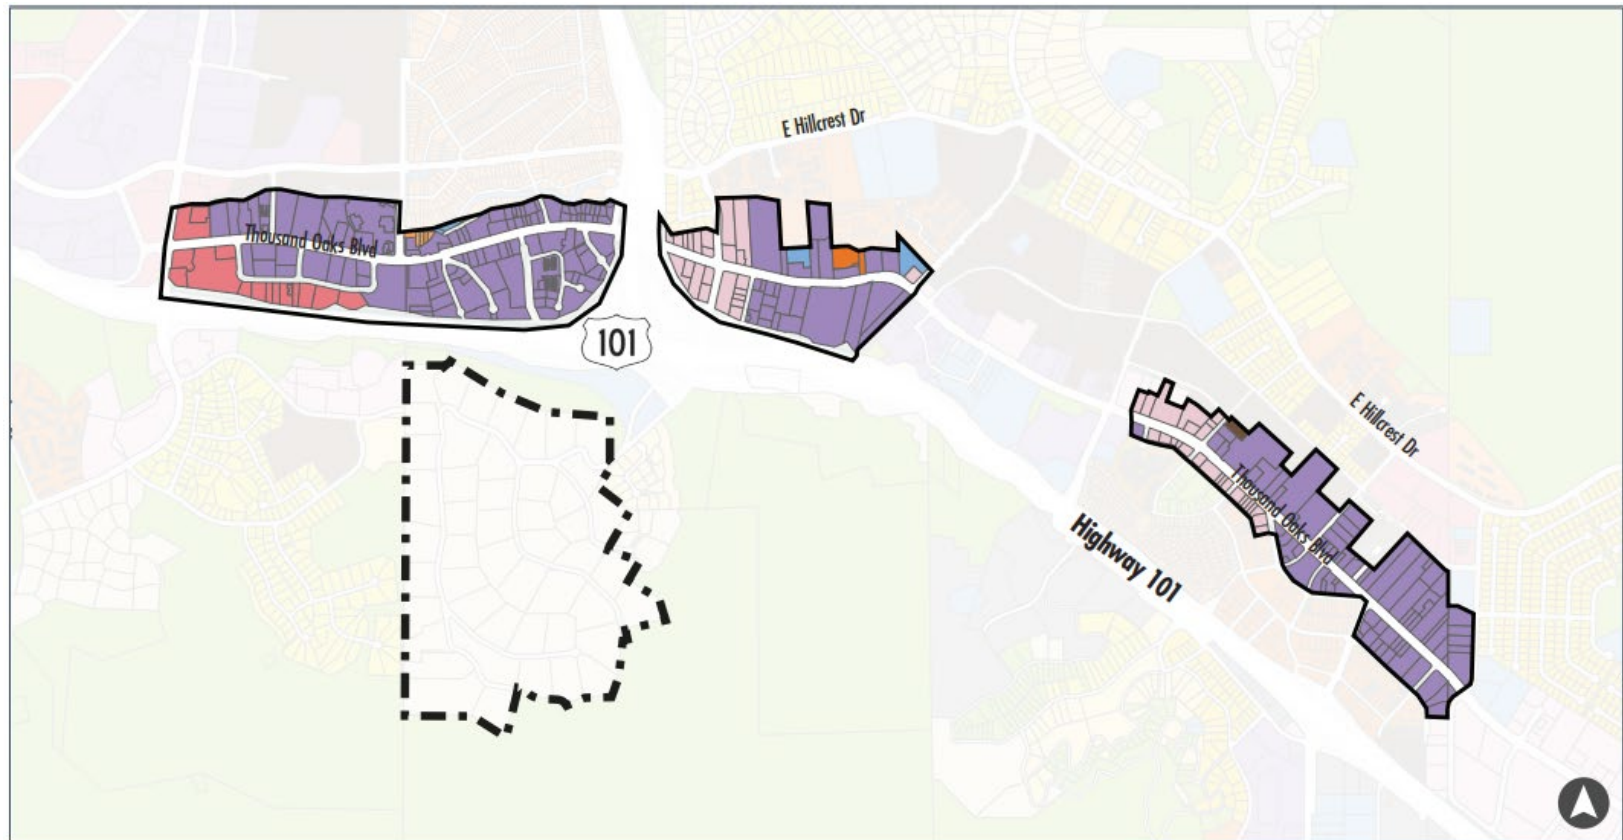 E Hillcrest Dr
Thousand Oaks Blvd
101
E Hillcrest Dr
Thousand Oaks Blvd
Highway 101